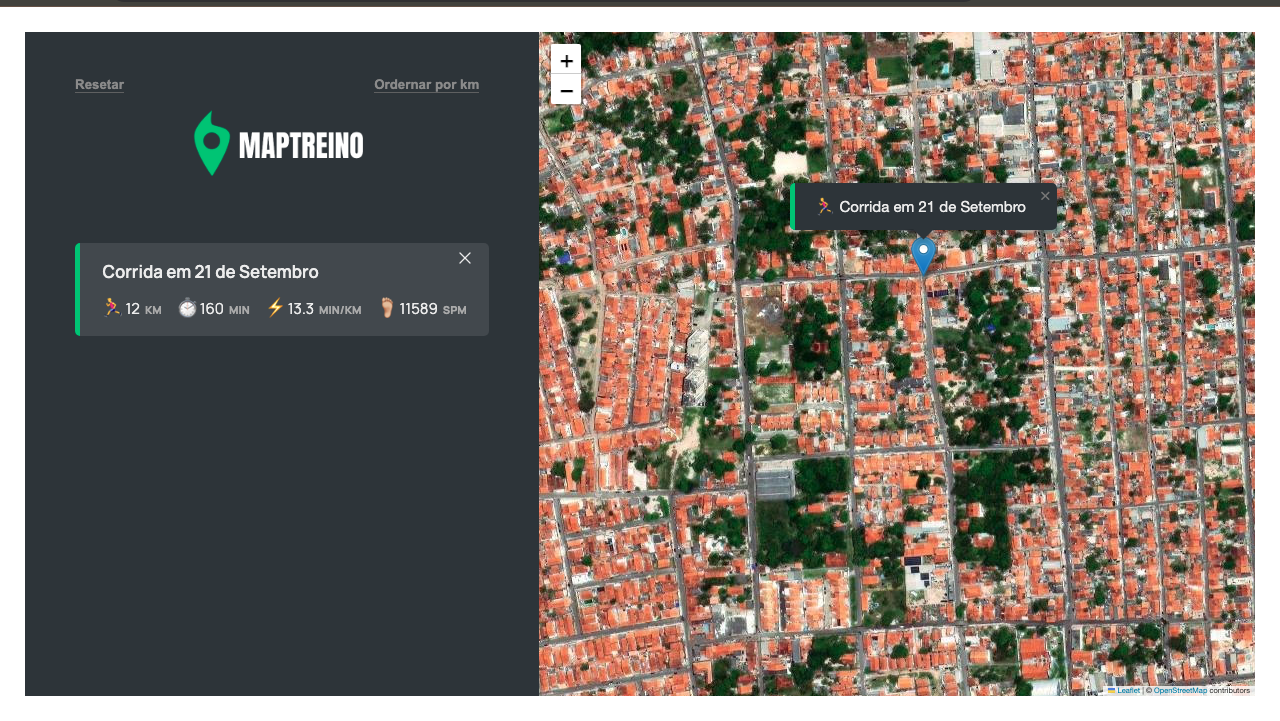 Resetar
Ordernar por km
MAPTREINO
Corrida em 21 de Setembro
🏃 12 KM ⏱ 160 MIN ⚡️ 13.3 MIN/KM 🦶🏼 11589 SPM
+
−
🏃 Corrida em 21 de Setembro ×
Leaflet | © OpenStreetMap contributors